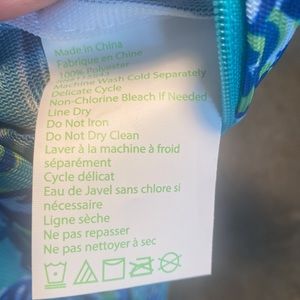 Made in China
Fabrique en Chine
100% Polyester
Machine Wash Cold Separately
Delicate Cycle
Non-Chlorine Bleach If Needed
Line Dry
Do Not Iron
Do Not Dry Clean
Laver à la machine à froid
séparément
Cycle délicat
Eau de Javel sans chlore si
nécessaire
Ligne sèche
Ne pas repasser
Ne pas nettoyer à sec